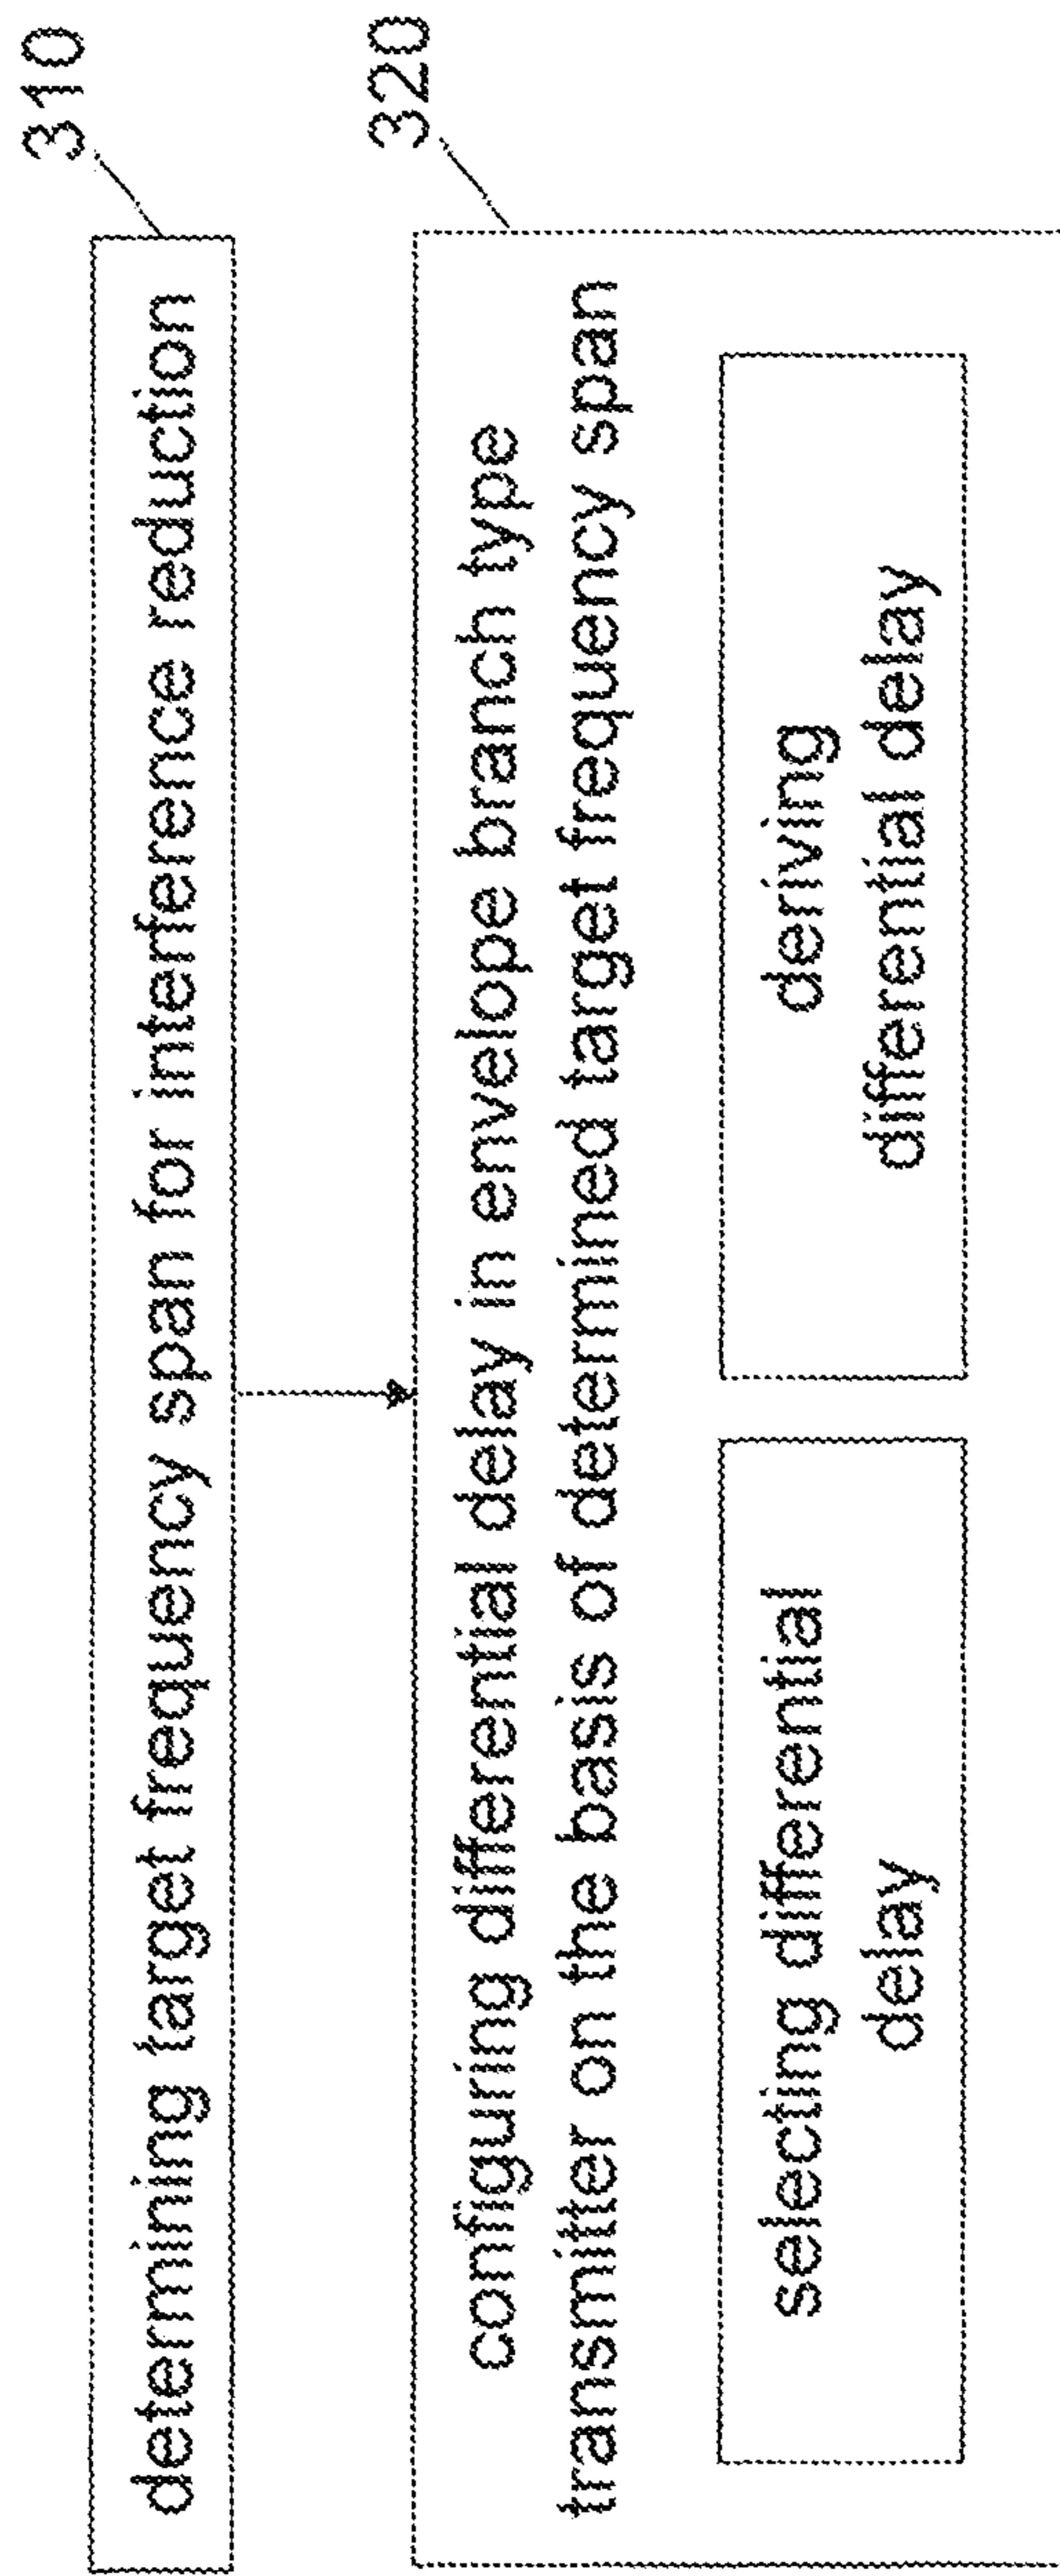 310
determining target frequency span for interference reduction
320
configuring differential delay in envelope branch type
transmitter on the basis of determined target frequency span
selecting differential
delay
deriving
differential delay